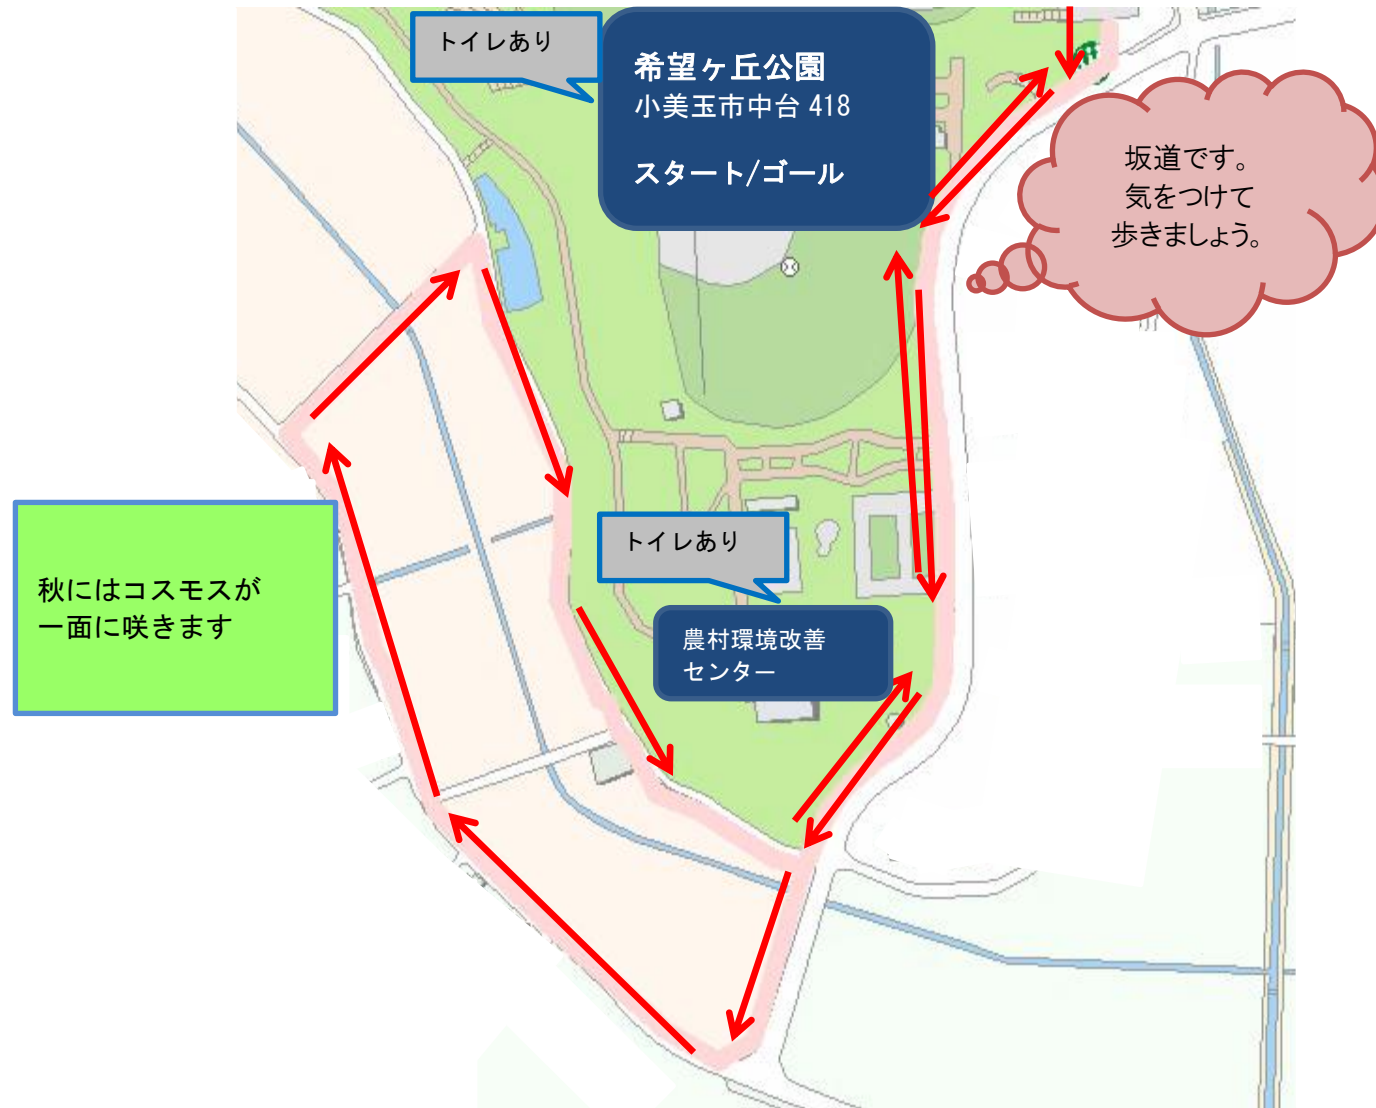 トイレあり
希望ヶ丘公園
小美玉市中台 418
スタート/ゴール
坂道です。
気をつけて
歩きましょう。
秋にはコスモスが
一面に咲きます
トイレあり
農村環境改善
センター